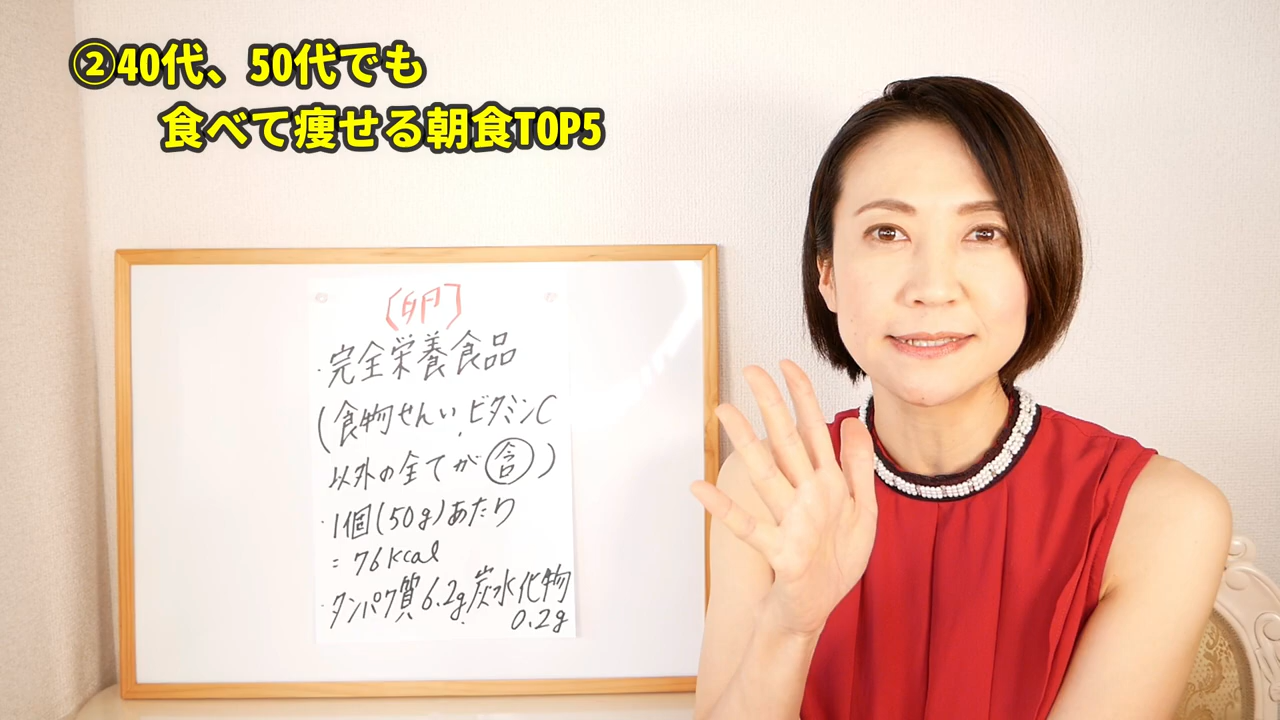 ②40代、50代でも
食べて痩せる朝食TOP5
〔卵〕
・完全栄養食品
(食物せんい・ビタミンC
以外の全てが含)
・1個(50g)あたり
=76kcal
・タンパク質6.2g.炭水化物
0.2g